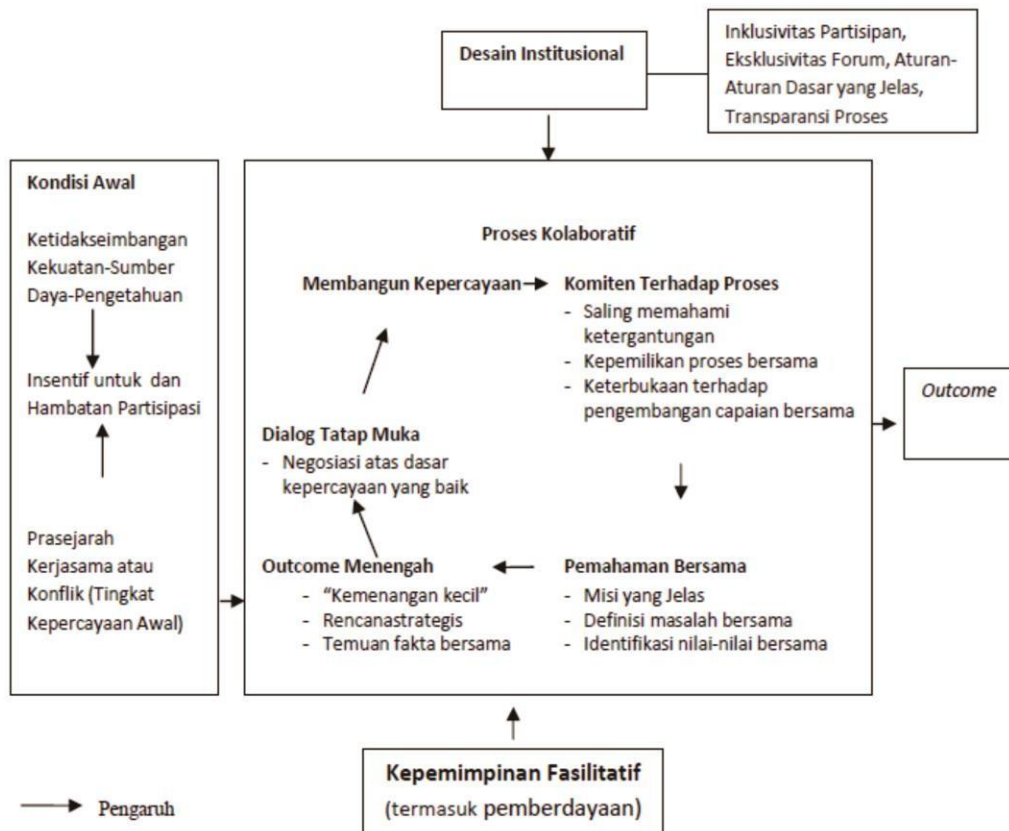 Desain Institusional
Inklusivitas Partisipan,
Eksklusivitas Forum, Aturan-
Aturan Dasar yang Jelas,
Transparansi Proses
Kondisi Awal
Ketidakseimbangan
Kekuatan-Sumber
Daya-Pengetahuan
Insentif untuk dan
Hambatan Partisipasi
Prasejarah
Kerjasama atau
Konflik (Tingkat
Kepercayaan Awal)
Proses Kolaboratif
Membangun Kepercayaan
Komiten Terhadap Proses
- Saling memahami
ketergantungan
- Kepemilikan proses bersama
- Keterbukaan terhadap
pengembangan capaian bersama
Dialog Tatap Muka
- Negosiasi atas dasar
kepercayaan yang baik
Outcome Menengah
- “Kemenangan kecil”
- Rencanastrategis
- Temuan fakta bersama
Pemahaman Bersama
- Misi yang Jelas
- Definisi masalah bersama
- Identifikasi nilai-nilai bersama
Outcome
Kepemimpinan Fasilitatif
(termasuk pemberdayaan)
Pengaruh